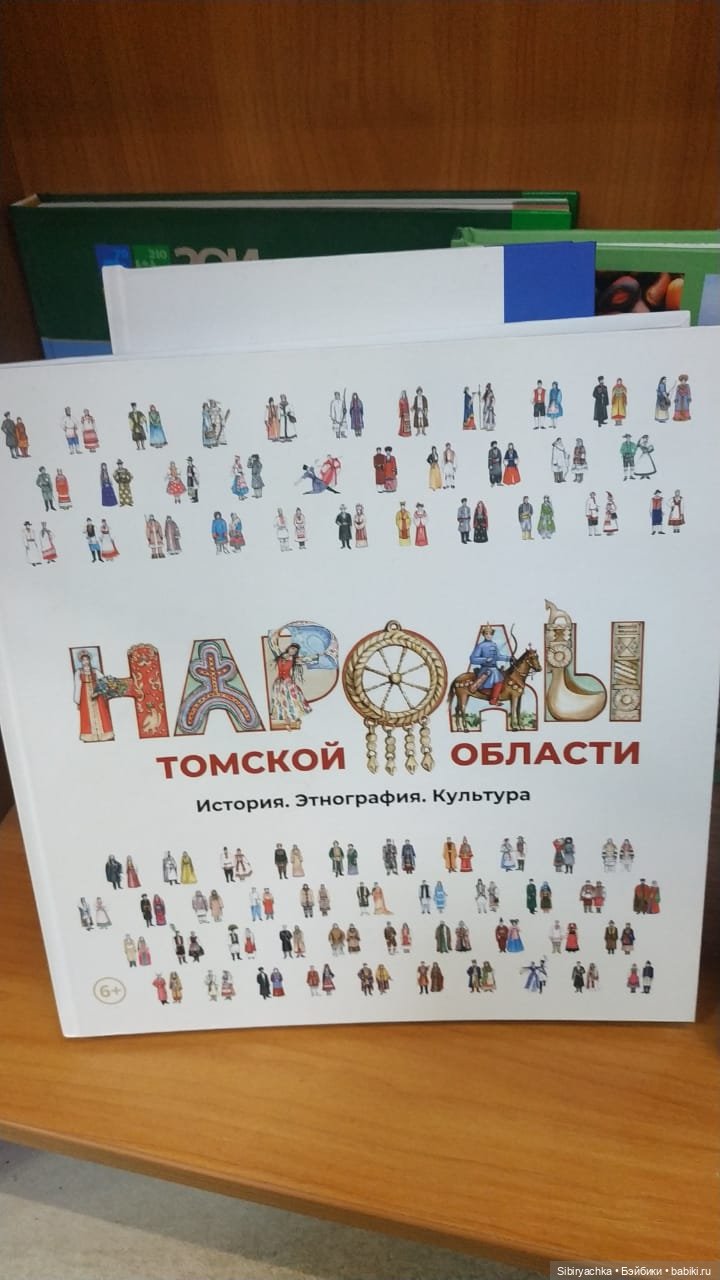 НАРОДЫ
ТОМСКОЙ ОБЛАСТИ
История. Этнография. Культура
6+
Sibiryachka • Бэйбики • babiki.ru